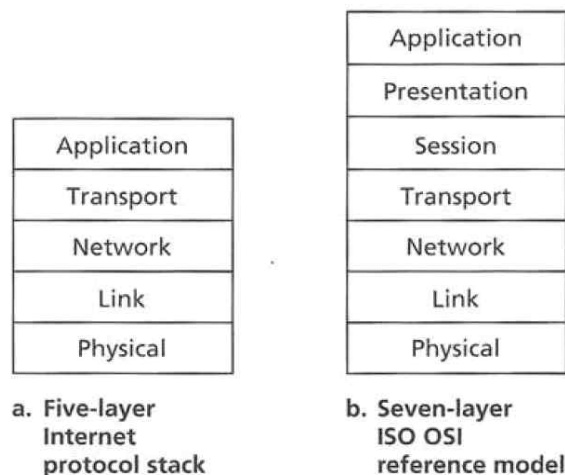 Application
Transport
Network
Link
Physical
a. Five-layer
Internet
protocol stack
Application
Presentation
Session
Transport
Network
Link
Physical
b. Seven-layer
ISO OSI
reference model